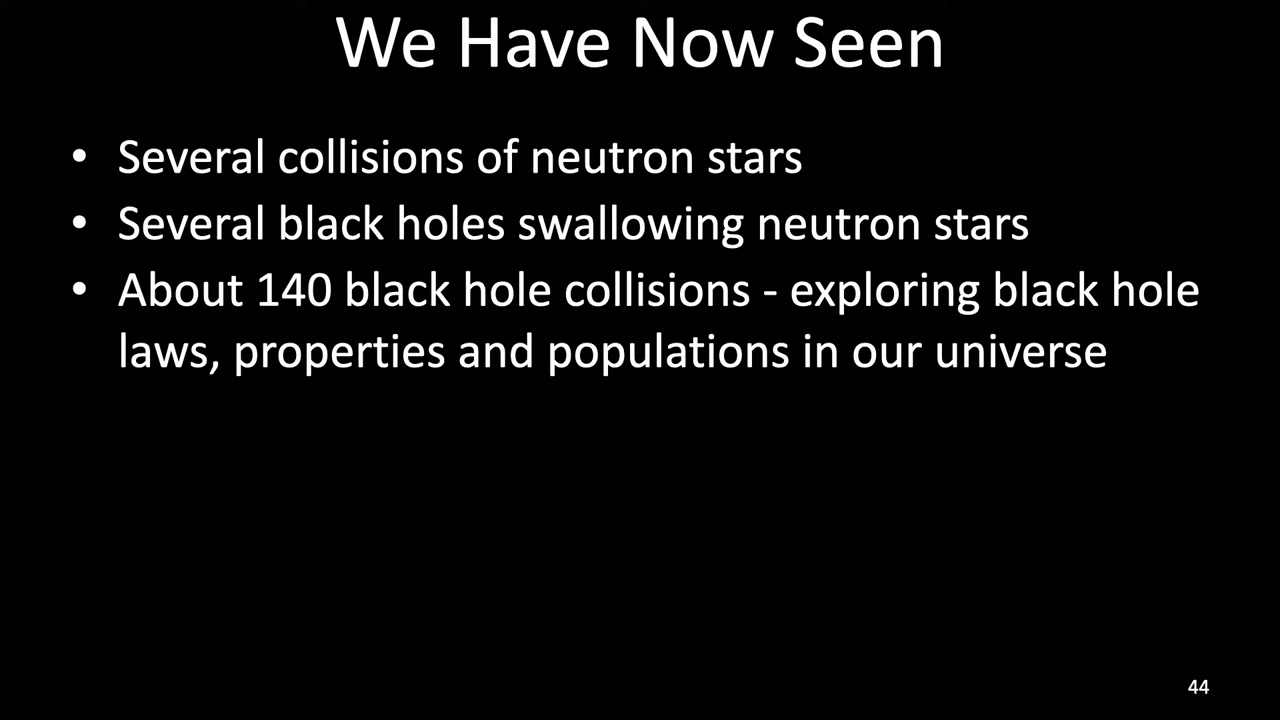 We Have Now Seen
• Several collisions of neutron stars
• Several black holes swallowing neutron stars
• About 140 black hole collisions - exploring black hole
laws, properties and populations in our universe
44